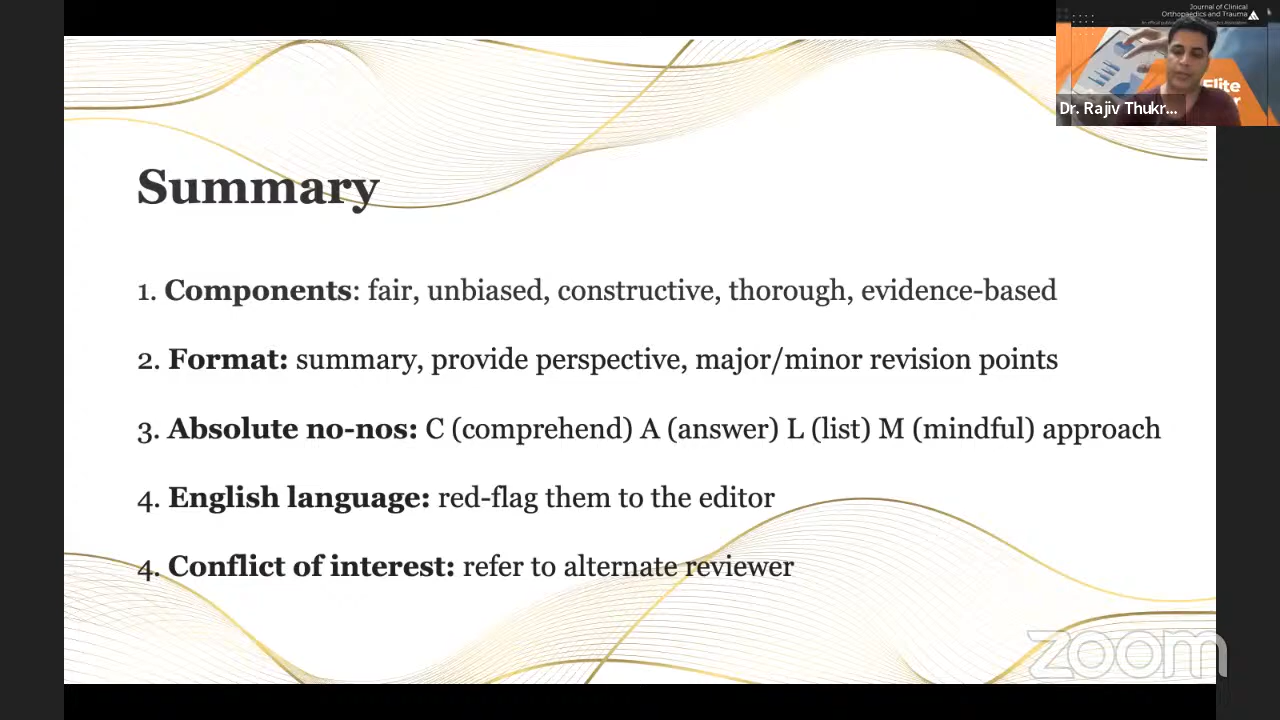 Journal of Clinical
Orthopaedics and Trauma
Elite
Dr. Rajiv Thukr...
Summary
1. Components: fair, unbiased, constructive, thorough, evidence-based
2. Format: summary, provide perspective, major/minor revision points
3. Absolute no-nos: C (comprehend) A (answer) L (list) M (mindful) approach
4. English language: red-flag them to the editor
4. Conflict of interest: refer to alternate reviewer
zoom